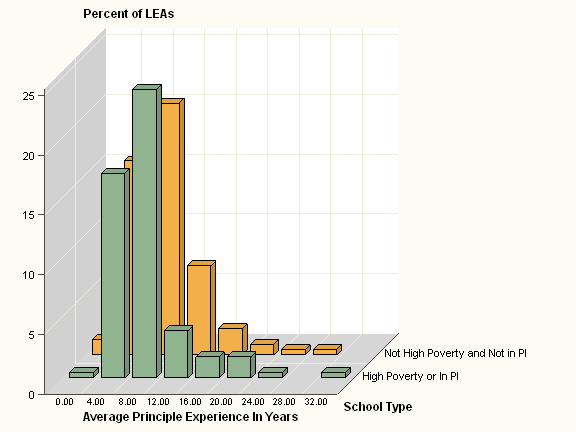 Percent of LEAs
25
20
15
10
5
0
0.00 4.00 8.00 12.00 16.00 20.00 24.00 28.00 32.00
Average Principle Experience In Years
Not High Poverty and Not in PI
High Poverty or In PI
School Type